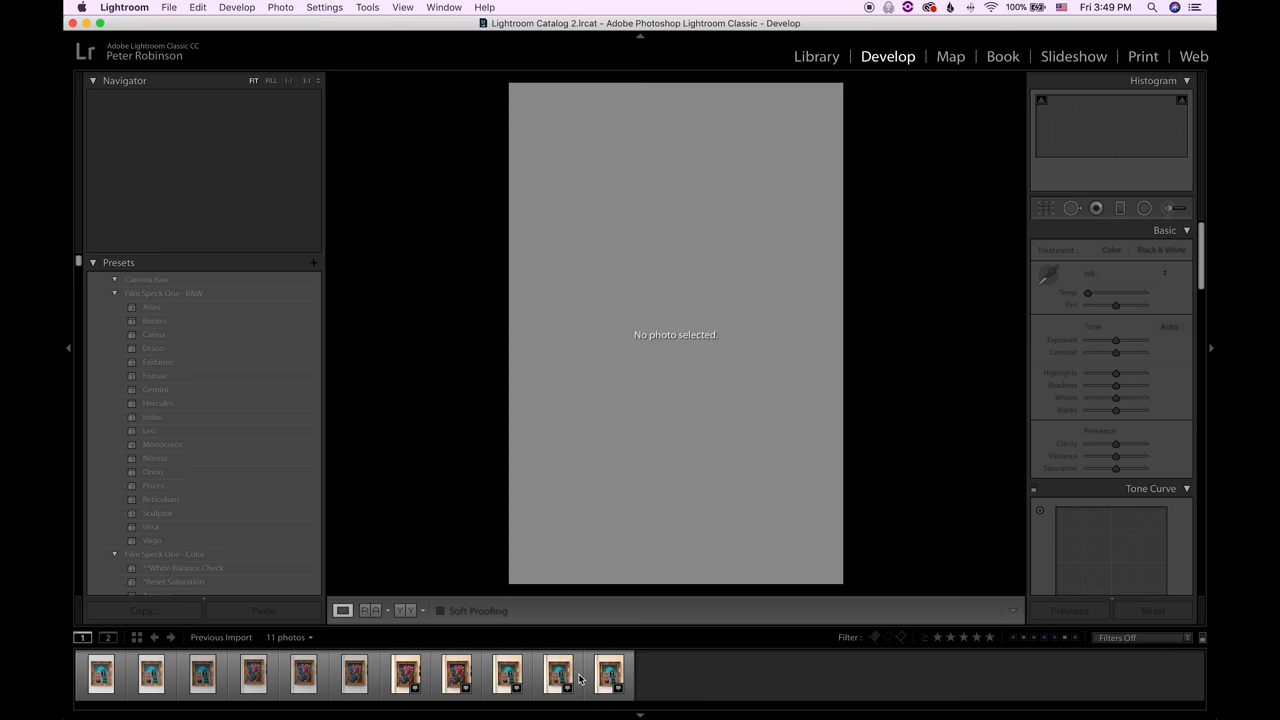 Lightroom File Edit Develop Photo Settings Tools View Window Help 100% Fri 3:49 PM
Lightroom Catalog 2.lrcat - Adobe Photoshop Lightroom Classic - Develop
Lr Adobe Lightroom Classic CC
Peter Robinson
Library | Develop | Map | Book | Slideshow | Print | Web
Navigator FIT FILL 1:1 3:1
Histogram
Basic
Treatment : Color | Black & White
WB :
Temp
Tint
Tone Auto
Exposure
Contrast
Highlights
Shadows
Whites
Blacks
Presence
Clarity
Vibrance
Saturation
Tone Curve
Presets +
Camera Raw
Film Speck One - B&W
Aries
Bootes
Carina
Draco
Eridanus
Fornax
Gemini
Hercules
Indus
Leo
Monoceros
Norma
Orion
Pisces
Reticulum
Sculptor
Ursa
Virgo
Film Speck One - Color
**White Balance Check
*Reset Saturation
No photo selected.
Copy... Paste
Soft Proofing
Previous Reset
1 2 Previous Import 11 photos
Filter : Filters Off